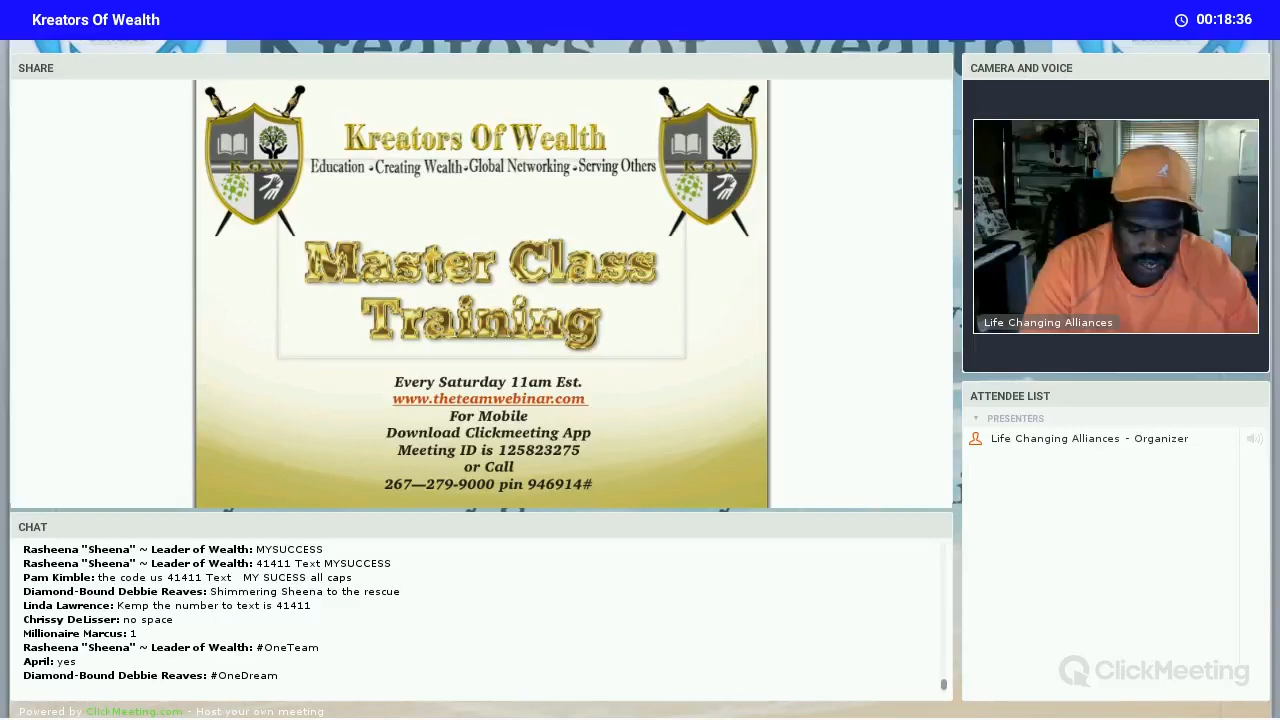 Kreators Of Wealth
00:18:36
Kreators of Wealth
SHARE
Kreators Of Wealth
Education - Creating Wealth - Global Networking - Serving Others
K.O.W
K.O.W
Master Class
Training
Every Saturday 11am Est.
www.theteamwebinar.com
For Mobile
Download Clickmeeting App
Meeting ID is 125823275
or Call
267—279-9000 pin 946914#
CAMERA AND VOICE
Life Changing Alliances
ATTENDEE LIST
PRESENTERS
Life Changing Alliances - Organizer
ClickMeeting
CHAT
Rasheena "Sheena" ~ Leader of Wealth: MYSUCCESS
Rasheena "Sheena" ~ Leader of Wealth: 41411 Text MYSUCCESS
Pam Kimble: the code us 41411 Text MY SUCESS all caps
Diamond-Bound Debbie Reaves: Shimmering Sheena to the rescue
Linda Lawrence: Kemp the number to text is 41411
Chrissy DeLisser: no space
Millionaire Marcus: 1
Rasheena "Sheena" ~ Leader of Wealth: #OneTeam
April: yes
Diamond-Bound Debbie Reaves: #OneDream
Powered by ClickMeeting.com - Host your own meeting